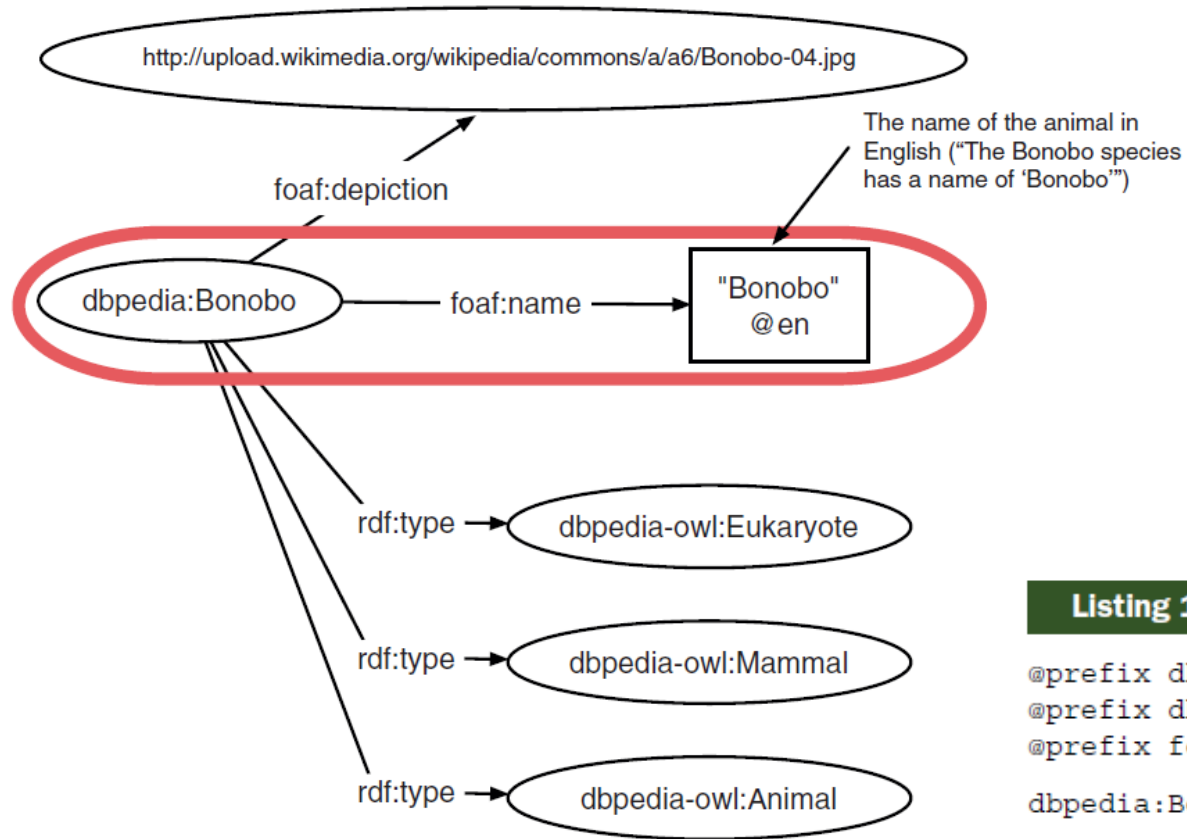 http://upload.wikimedia.org/wikipedia/commons/a/a6/Bonobo-04.jpg
The name of the animal in
English (“The Bonobo species
has a name of ‘Bonobo’”)
foaf:depiction
dbpedia:Bonobo
foaf:name
"Bonobo"
@en
rdf:type
dbpedia-owl:Eukaryote
rdf:type
dbpedia-owl:Mammal
rdf:type
dbpedia-owl:Animal
Listing
@prefix
@prefix
@prefix